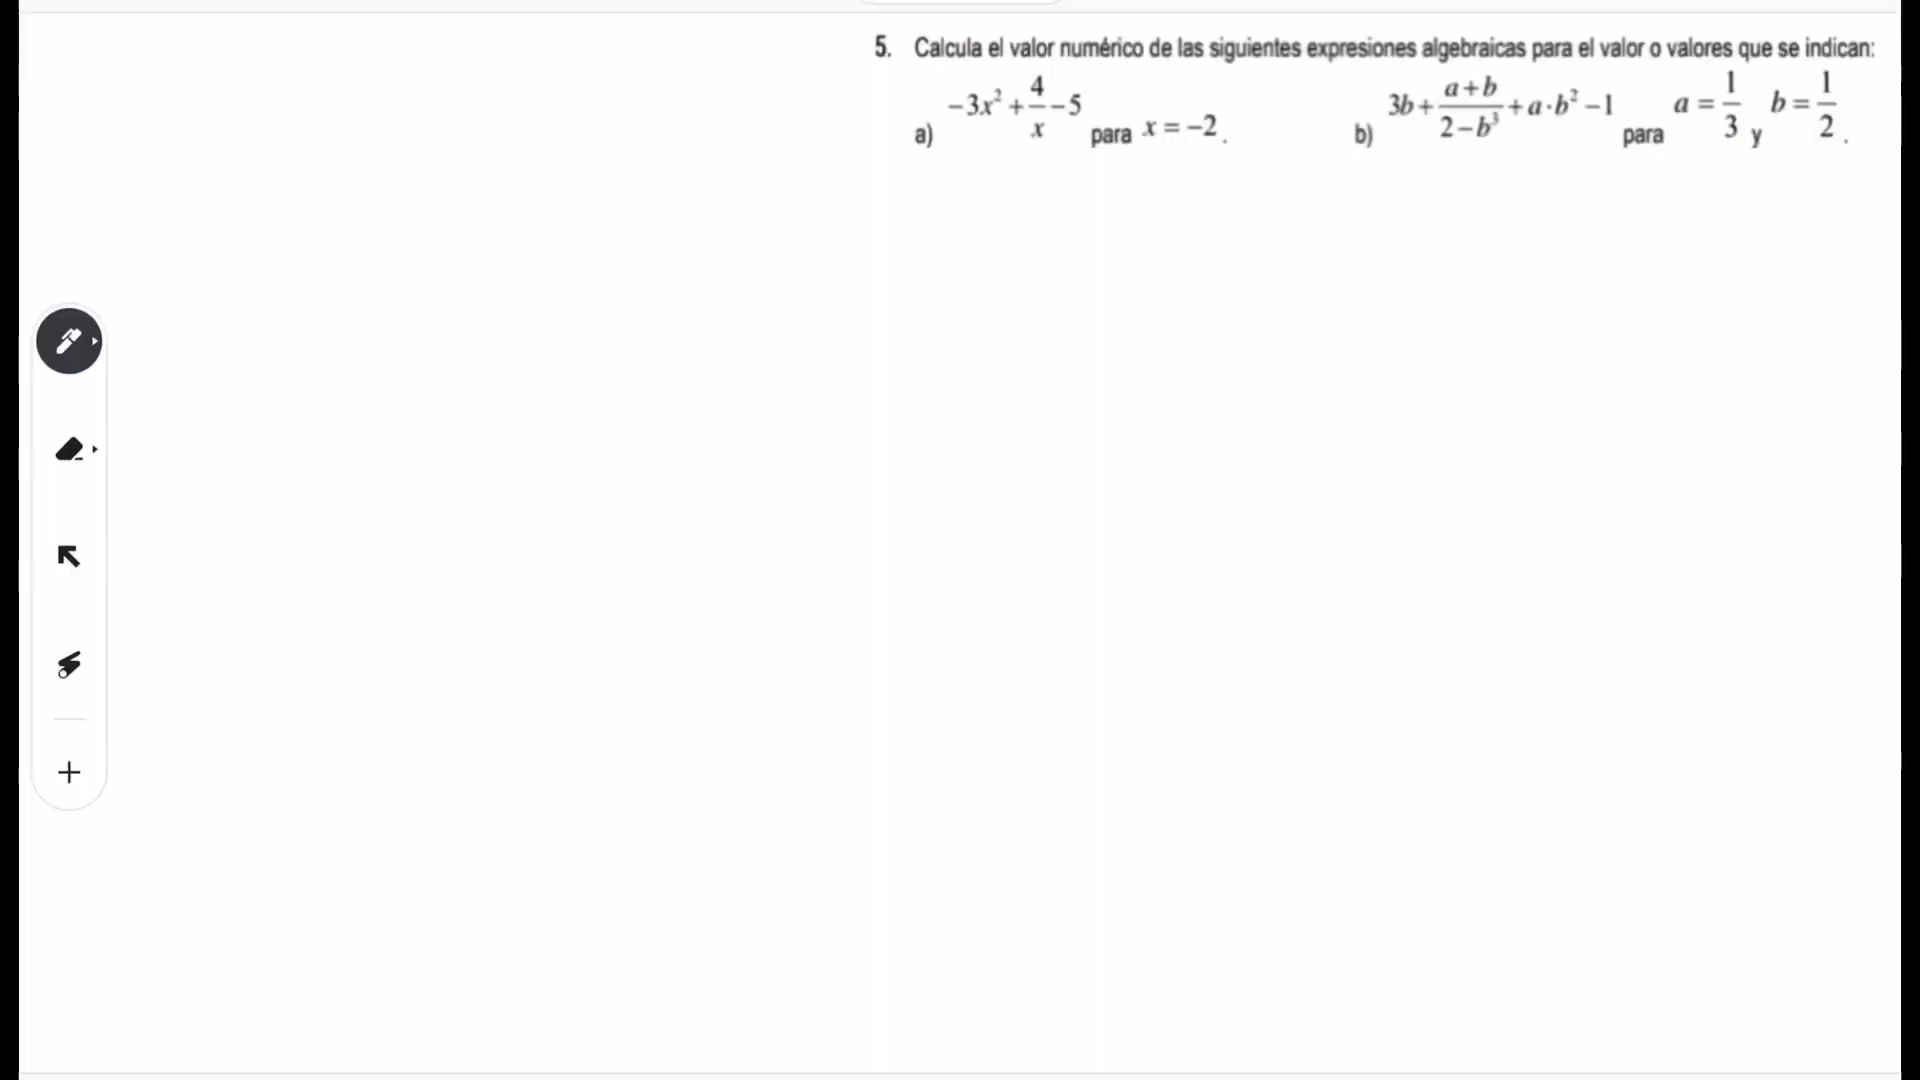 5. Calcula el valor numérico de las siguientes expresiones algebraicas para el valor o valores que se indican:
a) −3x² + 4/x − 5 para x = −2. b) 3b + (a+b)/(2−b³) + a·b² − 1 para a = 1/3 y b = 1/2.